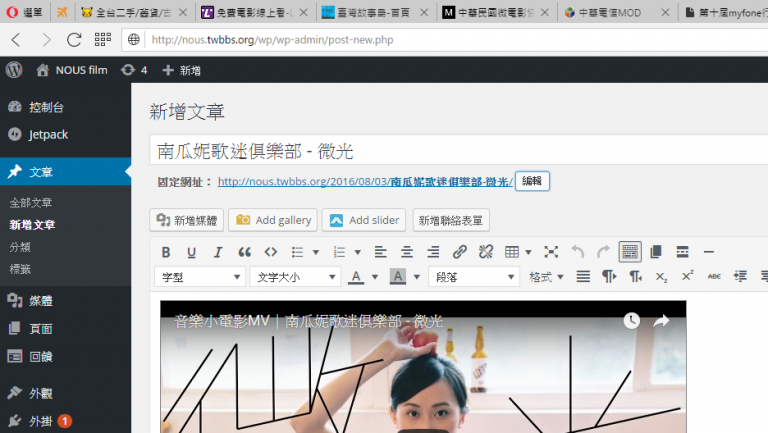 選單
全台二手/舊貨/古
免費電影線上看-L
臺灣故事島-首頁
中華民國微電影協
中華電信MOD
第十屆myfone行
http://nous.twbbs.org/wp/wp-admin/post-new.php
NOUS film 4 新增
控制台
新增文章
Jetpack
南瓜妮歌迷俱樂部 - 微光
文章
固定網址： http://nous.twbbs.org/2016/08/03/南瓜妮歌迷俱樂部-微光/ 編輯
全部文章
新增文章
分類
標籤
新增媒體 Add gallery Add slider 新增聯絡表單
B U I
字型 文字大小 A A 段落 格式 ABC
媒體
頁面
回饋
外觀
外掛 1
音樂小電影MV｜南瓜妮歌迷俱樂部 - 微光